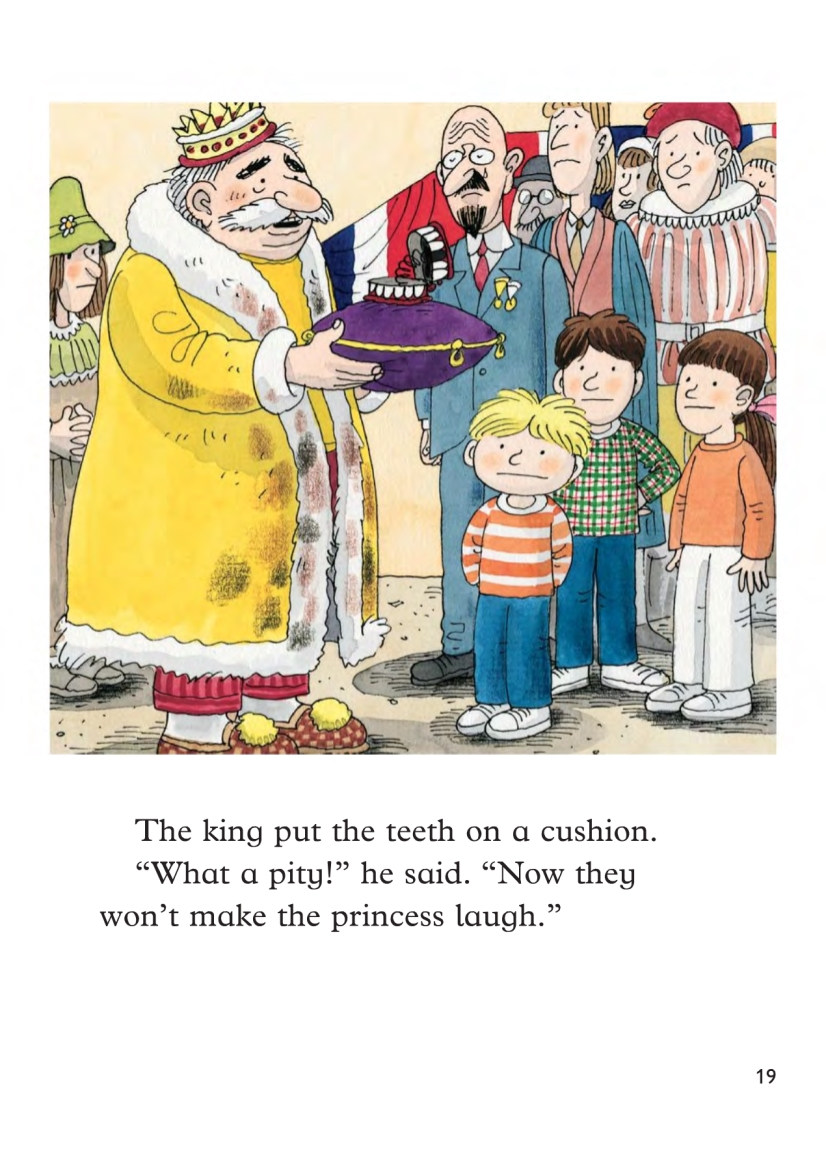 The king put the teeth on a cushion.
“What a pity!” he said. “Now they
won’t make the princess laugh.”
19